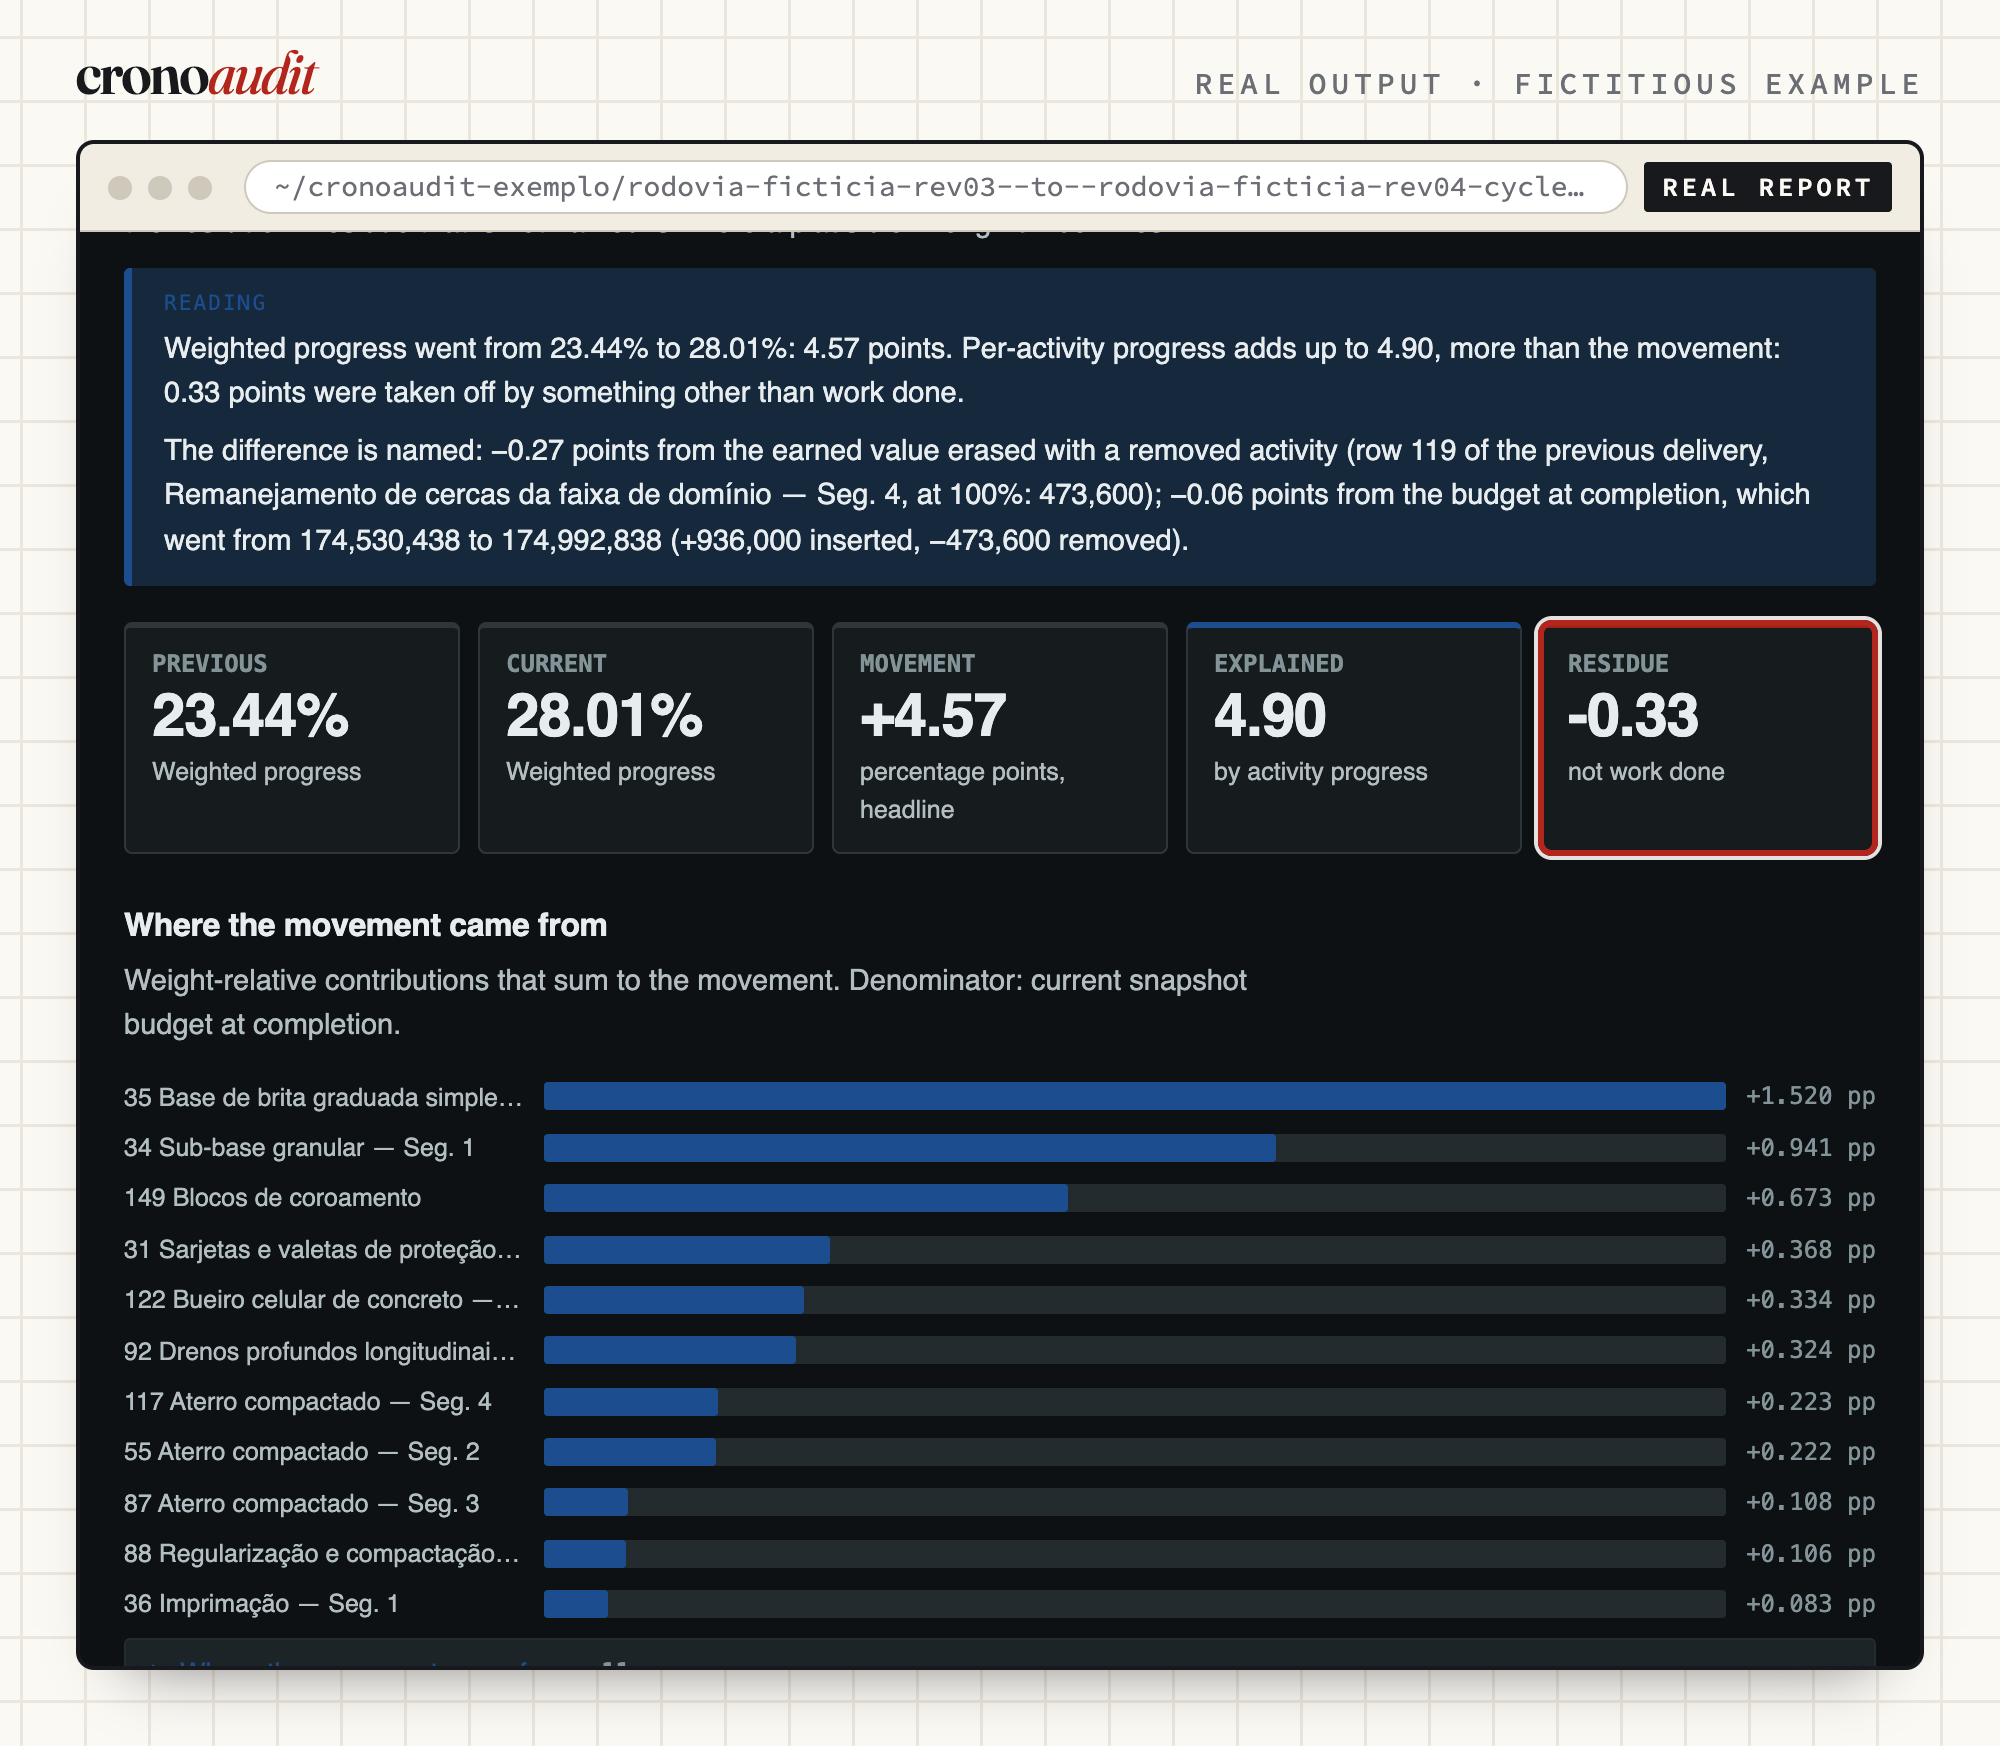 cronoaudit
REAL OUTPUT · FICTITIOUS EXAMPLE
~/cronoaudit-exemplo/rodovia-ficticia-rev03--to--rodovia-ficticia-rev04-cycle…
REAL REPORT
READING
Weighted progress went from 23.44% to 28.01%: 4.57 points. Per-activity progress adds up to 4.90, more than the movement:
0.33 points were taken off by something other than work done.
The difference is named: −0.27 points from the earned value erased with a removed activity (row 119 of the previous delivery,
Remanejamento de cercas da faixa de domínio — Seg. 4, at 100%: 473,600); −0.06 points from the budget at completion, which
went from 174,530,438 to 174,992,838 (+936,000 inserted, −473,600 removed).
PREVIOUS
23.44%
Weighted progress
CURRENT
28.01%
Weighted progress
MOVEMENT
+4.57
percentage points,
headline
EXPLAINED
4.90
by activity progress
RESIDUE
-0.33
not work done
Where the movement came from
Weight-relative contributions that sum to the movement. Denominator: current snapshot
budget at completion.
35 Base de brita graduada simple… +1.520 pp
34 Sub-base granular — Seg. 1 +0.941 pp
149 Blocos de coroamento +0.673 pp
31 Sarjetas e valetas de proteção… +0.368 pp
122 Bueiro celular de concreto —… +0.334 pp
92 Drenos profundos longitudinai… +0.324 pp
117 Aterro compactado — Seg. 4 +0.223 pp
55 Aterro compactado — Seg. 2 +0.222 pp
87 Aterro compactado — Seg. 3 +0.108 pp
88 Regularização e compactação… +0.106 pp
36 Imprimação — Seg. 1 +0.083 pp